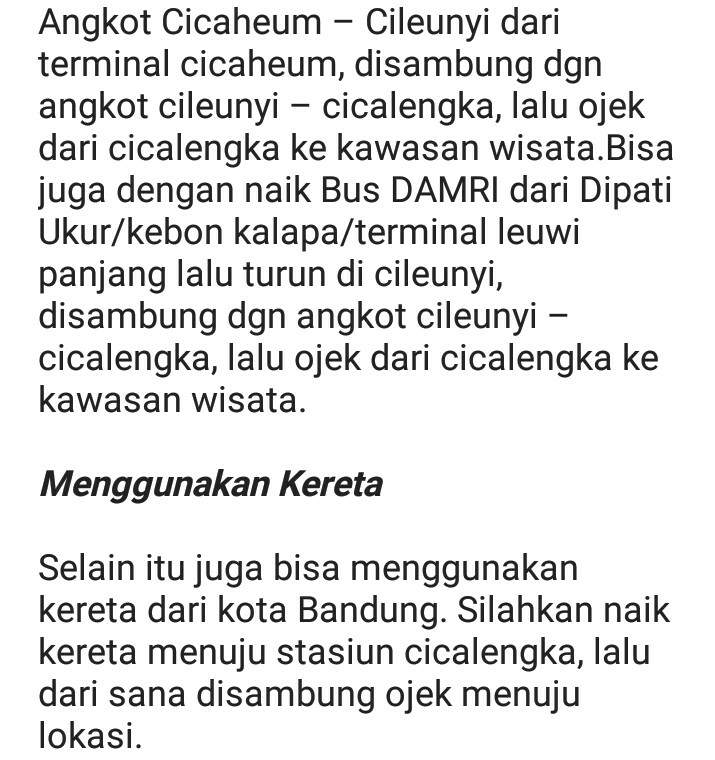 Angkot Cicaheum – Cileunyi dari
terminal cicaheum, disambung dgn
angkot cileunyi – cicalengka, lalu ojek
dari cicalengka ke kawasan wisata.Bisa
juga dengan naik Bus DAMRI dari Dipati
Ukur/kebon kalapa/terminal leuwi
panjang lalu turun di cileunyi,
disambung dgn angkot cileunyi –
cicalengka, lalu ojek dari cicalengka ke
kawasan wisata.
Menggunakan Kereta
Selain itu juga bisa menggunakan
kereta dari kota Bandung. Silahkan naik
kereta menuju stasiun cicalengka, lalu
dari sana disambung ojek menuju
lokasi.